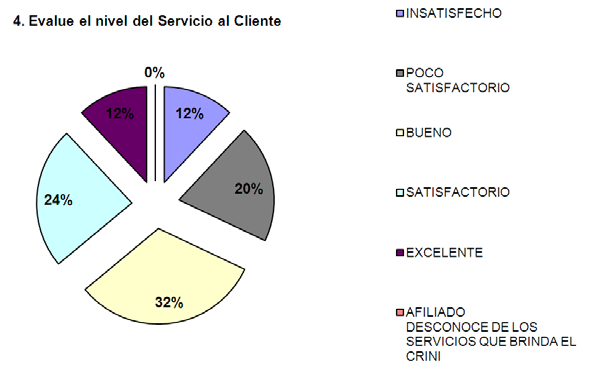 4. Evalue el nivel del Servicio al Cliente
0%
12%
12%
20%
24%
32%
INSATISFECHO
POCO
SATISFACTORIO
BUENO
SATISFACTORIO
EXCELENTE
AFILIADO
DESCONOCE DE LOS
SERVICIOS QUE BRINDA EL
CRINI